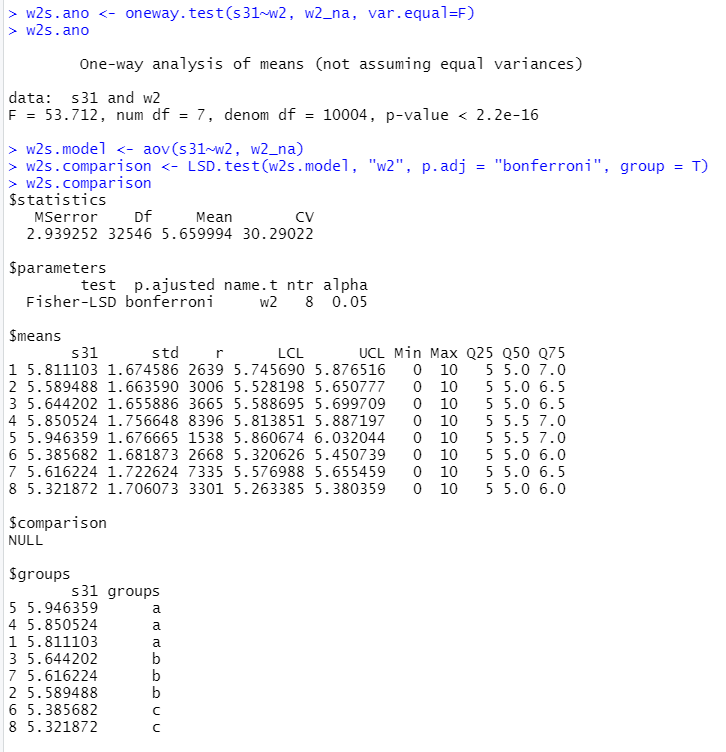 > w2s.ano <- oneway.test(s31~w2, w2_na, var.equal=F)
> w2s.ano
One-way analysis of means (not assuming equal variances)
data:  s31 and w2
F = 53.712, num df = 7, denom df = 10004, p-value < 2.2e-16
> w2s.model <- aov(s31~w2, w2_na)
> w2s.comparison <- LSD.test(w2s.model, "w2", p.adj = "bonferroni", group = T)
> w2s.comparison
$statistics
MSerror    Df     Mean       CV
2.939252 32546 5.659994 30.29022
$parameters
test  p.ajusted name.t ntr alpha
Fisher-LSD bonferroni     w2   8  0.05
$means
s31      std    r      LCL      UCL Min Max Q25 Q50 Q75
1 5.811103 1.674586 2639 5.745690 5.876516   0  10   5 5.0 7.0
2 5.589488 1.663590 3006 5.528198 5.650777   0  10   5 5.0 6.5
3 5.644202 1.655886 3665 5.588695 5.699709   0  10   5 5.0 6.5
4 5.850524 1.756648 8396 5.813851 5.887197   0  10   5 5.5 7.0
5 5.946359 1.676665 1538 5.860674 6.032044   0  10   5 5.5 7.0
6 5.385682 1.681873 2668 5.320626 5.450739   0  10   5 5.0 6.0
7 5.616224 1.722624 7335 5.576988 5.655459   0  10   5 5.0 6.5
8 5.321872 1.706073 3301 5.263385 5.380359   0  10   5 5.0 6.0
$comparison
NULL
$groups
s31 groups
5 5.946359      a
4 5.850524      a
1 5.811103      a
3 5.644202      b
7 5.616224      b
2 5.589488      b
6 5.385682      c
8 5.321872      c